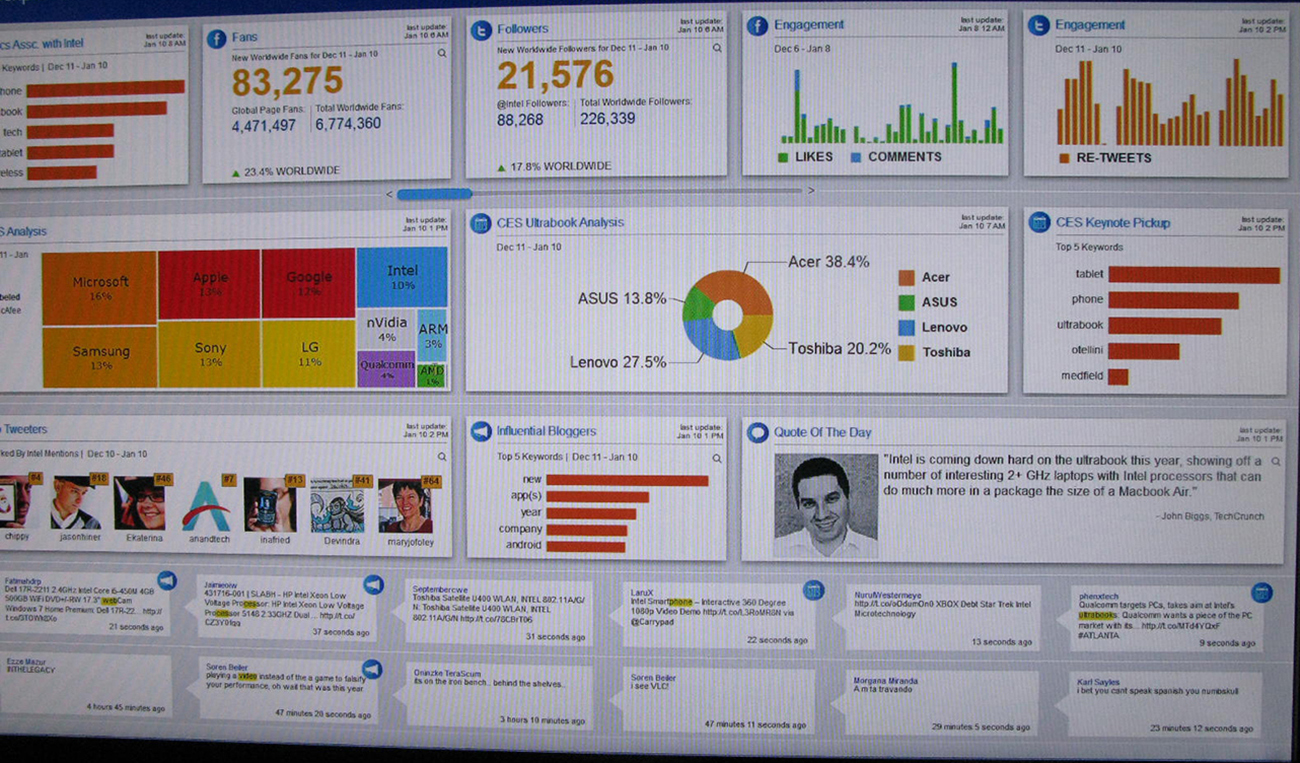 cs Assc. with Intel
last update:
Jan 10 8 AM
Keywords | Dec 11 - Jan 10
hone
book
tech
tablet
eless
Fans
last update:
Jan 10 6 AM
New Worldwide Fans for Dec 11 - Jan 10
83,275
Global Page Fans:
Total Worldwide Fans:
4,471,497
6,774,360
23.4% WORLDWIDE
Followers
last update:
Jan 10 6 AM
New Worldwide Followers for Dec 11 - Jan 10
21,576
@intel Followers:
Total Worldwide Followers:
88,268
226,339
17.8% WORLDWIDE
Engagement
last update:
Jan 8 12 AM
Dec 6 - Jan 8
LIKES
COMMENTS
Engagement
last update:
Jan 10 2 PM
Dec 11 - Jan 10
RE-TWEETS
S Analysis
last update:
Jan 10 1 PM
11 - Jan
beled
cAfee
Microsoft
16%
Apple
13%
Google
12%
Intel
10%
Samsung
13%
Sony
13%
LG
11%
nVidia
4%
ARM
3%
Qualcomm
4%
AMD
1%
CES Ultrabook Analysis
last update:
Jan 10 7 AM
Dec 11 - Jan 10
Acer 38.4%
ASUS 13.8%
Lenovo 27.5%
Toshiba 20.2%
Acer
ASUS
Lenovo
Toshiba
CES Keynote Pickup
last update:
Jan 10 2 PM
Top 5 Keywords
tablet
phone
ultrabook
otellini
medfield
Tweeters
last update:
Jan 10 2 PM
ked By Intel Mentions | Dec 10 - Jan 10
#4
#18
#46
#7
#13
#41
#64
chippy
jasonhiner
Ekaterina
anandtech
inafried
Devindra
maryjofoley
Influential Bloggers
last update:
Jan 10 1 PM
Top 5 Keywords | Dec 11 - Jan 10
new
app(s)
year
company
android
Quote Of The Day
last update:
Jan 10 1 PM
"Intel is coming down hard on the ultrabook this year, showing off a
number of interesting 2+ GHz laptops with Intel processors that can
do much more in a package the size of a Macbook Air."
- John Biggs, TechCrunch
Fatimahdrp
Dell 17R-2211 2.4GHz Intel Core i5-450M 4GB
500GB WiFi DVD+/-RW 17.3" webCam
Windows 7 Home Premium: Dell 17R-22... http://
21 seconds ago
Jaimeoiw
431716-001 | SLABH - HP Intel Xeon Low
Voltage Processor: HP Intel Xeon Low Voltage
Processor 5148 2.33GHZ Dual ... http://t.co/
37 seconds ago
Septembercwe
Toshiba Satellite U400 WLAN, INTEL 802.11A/G/
N: Toshiba Satellite U400 WLAN, INTEL
802.11A/G/N http://t.co/78CBrT06
31 seconds ago
LaruX
Intel Smartphone – Interactive 360 Degree
1080p Video Demo http://t.co/L3RoMR6N via
@Carrypad
22 seconds ago
NurulWestermeye
http://t.co/oGdumOn0 XBOX Debt Star Trek Intel
Microtechnology
13 seconds ago
phenxtech
Qualcomm targets PCs, takes aim at Intel's
ultrabooks: Qualcomm wants a piece of the PC
market with its... http://t.co/MTd4YQxF
#ATLANTA
9 seconds ago
Ezze Mazur
INTHELEGACY
4 hours 45 minutes ago
Soren Beiler
playing a video instead of the a game to falsify
your performance, oh wait that was this year.
47 minutes 20 seconds ago
Oninzke TeraScum
Its on the iron bench.. behind the shelves..
3 hours 10 minutes ago
Soren Beiler
i see VLC!
47 minutes 11 seconds ago
Morgana Miranda
A m ta travando
29 minutes 5 seconds ago
Karl Sayles
i bet you cant speak spanish you numbskull
23 minutes 12 seconds ago